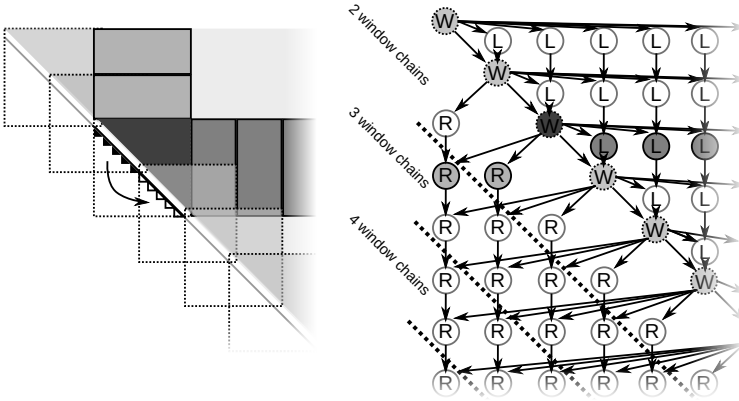 2 window chains
3 window chains
4 window chains
W
L L L L L
W
L L L L
R W
L L L
R R W
L L
R R R W
L
R R R R W
R R R R R
R R R R R R